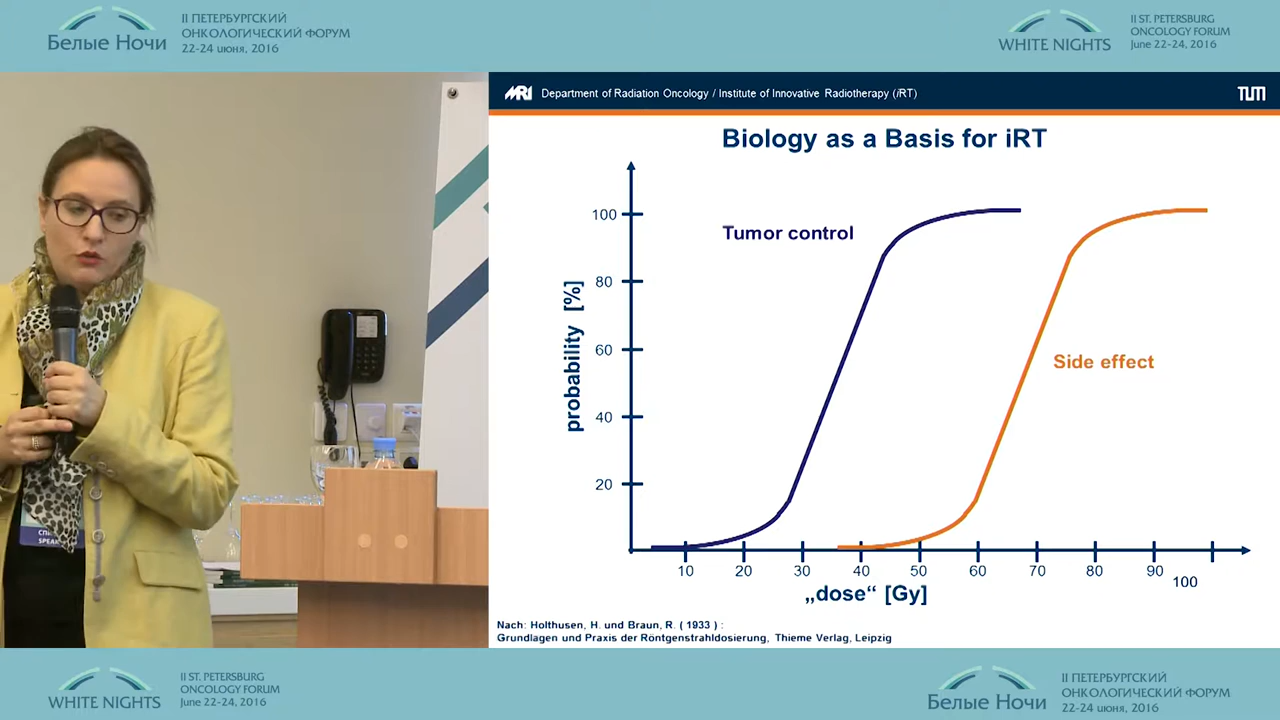 II ПЕТЕРБУРГСКИЙ
ОНКОЛОГИЧЕСКИЙ ФОРУМ
Белые Ночи
22-24 июня, 2016
II ST. PETERSBURG
ONCOLOGY FORUM
WHITE NIGHTS
June 22-24, 2016
MRI
Department of Radiation Oncology / Institute of Innovative Radiotherapy (iRT)
TUM
Biology as a Basis for iRT
100
80
60
40
20
probability [%]
Tumor control
Side effect
10 20 30 40 50 60 70 80 90 100
„dose“ [Gy]
Nach: Holthusen, H. und Braun, R. ( 1933 ) :
Grundlagen und Praxis der Röntgenstrahldosierung, Thieme Verlag, Leipzig
II ST. PETERSBURG
ONCOLOGY FORUM
WHITE NIGHTS
June 22-24, 2016
II ПЕТЕРБУРГСКИЙ
ОНКОЛОГИЧЕСКИЙ ФОРУМ
Белые Ночи
22-24 июня, 2016